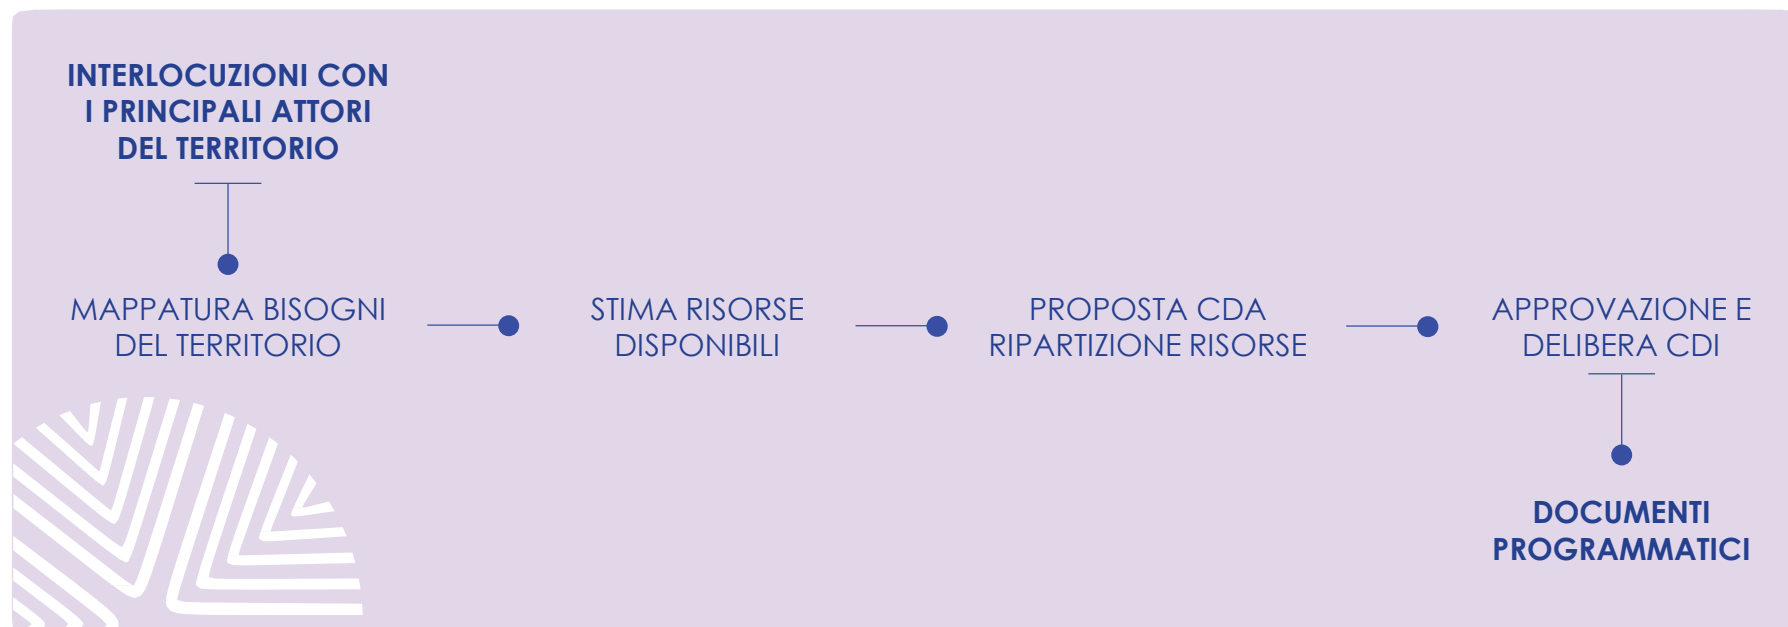 INTERLOCUZIONI CON
I PRINCIPALI ATTORI
DEL TERRITORIO
MAPPATURA BISOGNI
DEL TERRITORIO
STIMA RISORSE
DISPONIBILI
PROPOSTA CDA
RIPARTIZIONE RISORSE
APPROVAZIONE E
DELIBERA CDI
DOCUMENTI
PROGRAMMATICI